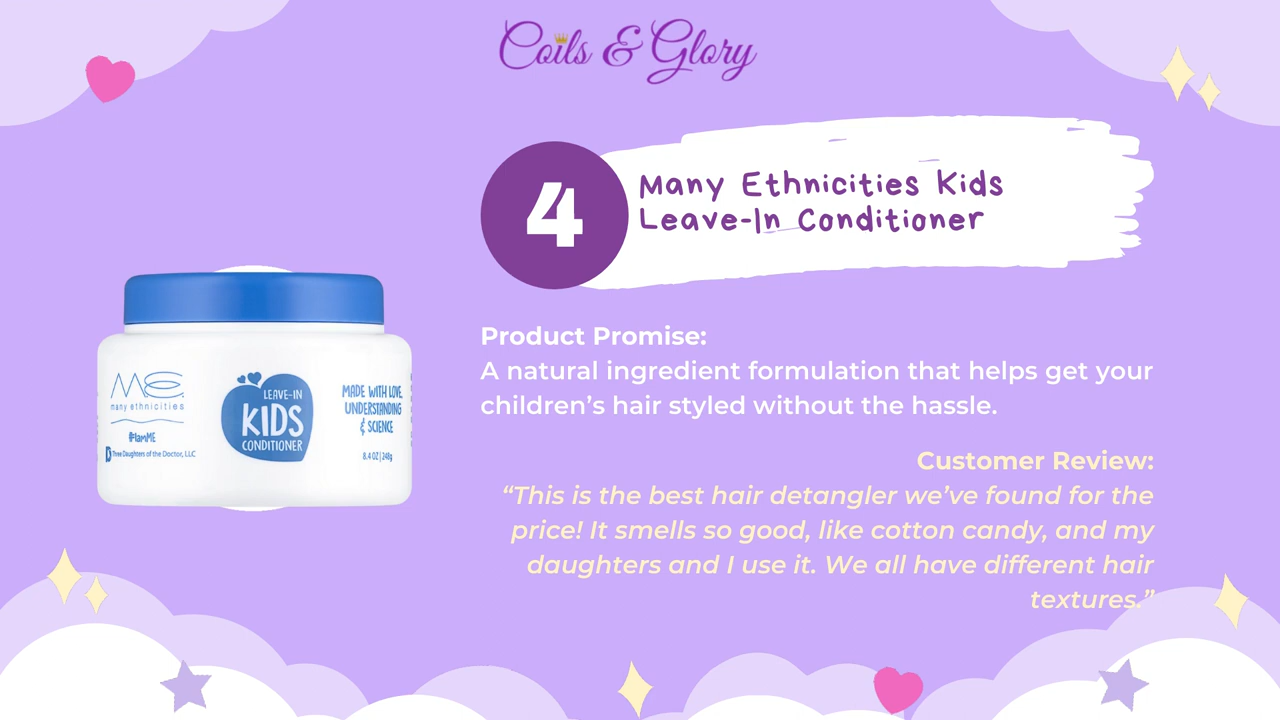 Coils & Glory
4
Many Ethnicities Kids
Leave-In Conditioner
ME
many ethnicities
#IamME
Three Daughters of the Doctor, LLC
LEAVE-IN
KIDS
CONDITIONER
MADE WITH LOVE
UNDERSTANDING
& SCIENCE
8.4 OZ | 248g
Product Promise:
A natural ingredient formulation that helps get your
children’s hair styled without the hassle.
Customer Review:
“This is the best hair detangler we’ve found for the
price! It smells so good, like cotton candy, and my
daughters and I use it. We all have different hair
textures.”